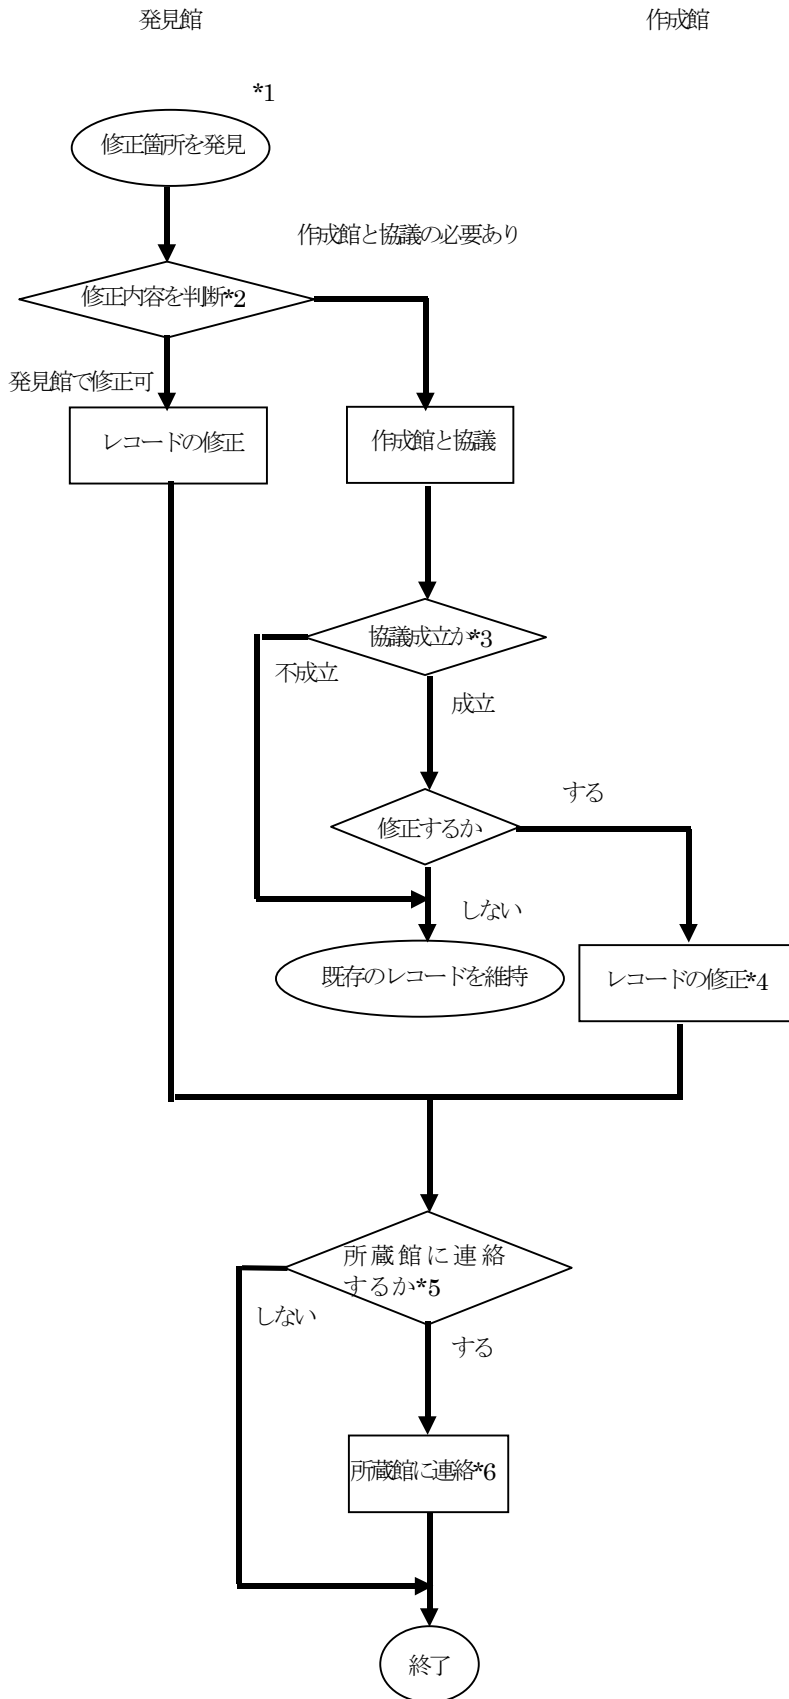 発見館
作成館
*1
修正箇所を発見
作成館と協議の必要あり
修正内容を判断*2
発見館で修正可
レコードの修正
作成館と協議
協議成立か*3
不成立
成立
する
修正するか
しない
既存のレコードを維持
レコードの修正*4
所蔵館に連絡
するか*5
しない
する
所蔵館に連絡*6
終了